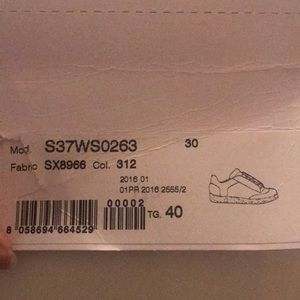 Mod. S37WS0263 30
Fabric SX8966 Col. 312
2016 01
01PR 2016 2555/2
00002 TG. 40
8 058694 664529